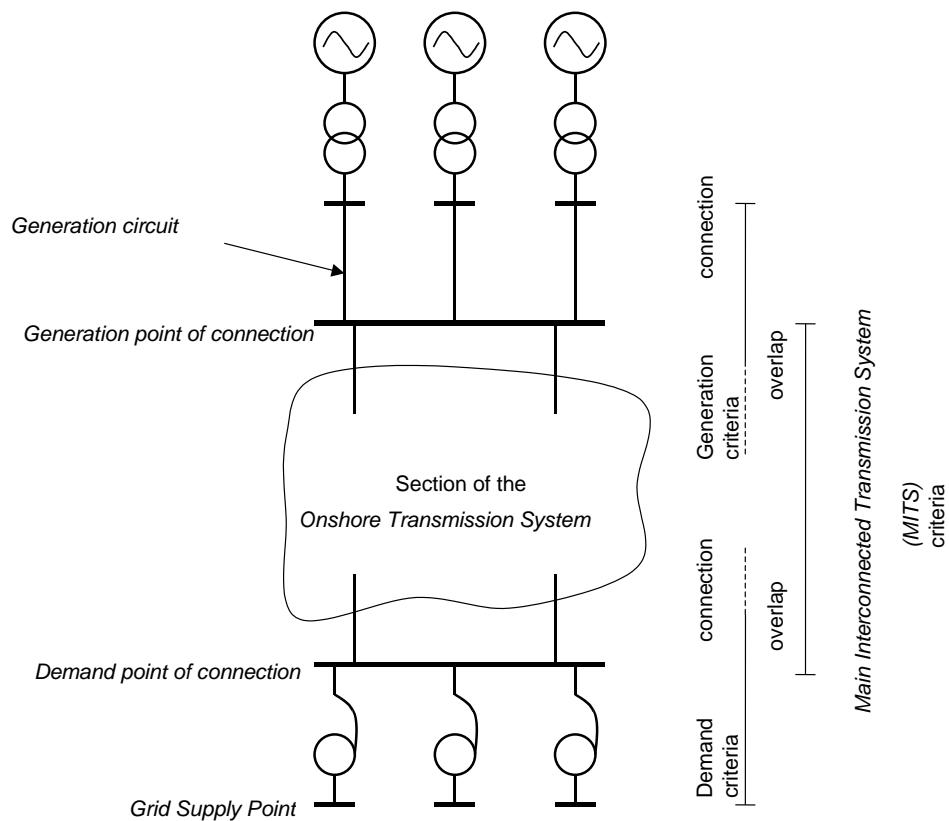 Generation circuit
Generation point of connection
Section of the
Onshore Transmission System
Demand point of connection
Grid Supply Point
Generation connection
criteria
overlap
Demand connection
criteria
overlap
Main Interconnected Transmission System
(MITS)
criteria